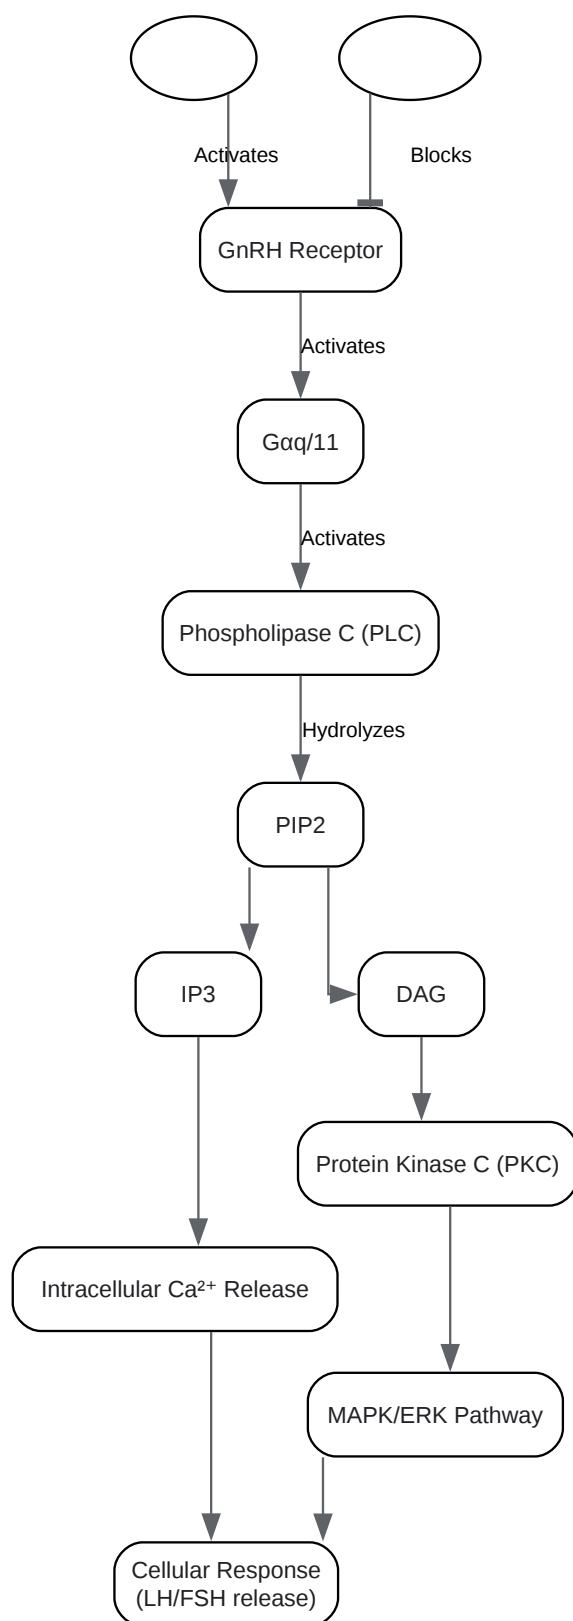 Activates
Blocks
GnRH Receptor
Activates
Gαq/11
Activates
Phospholipase C (PLC)
Hydrolyzes
PIP2
IP3
DAG
Protein Kinase C (PKC)
Intracellular Ca²⁺ Release
MAPK/ERK Pathway
Cellular Response
(LH/FSH release)